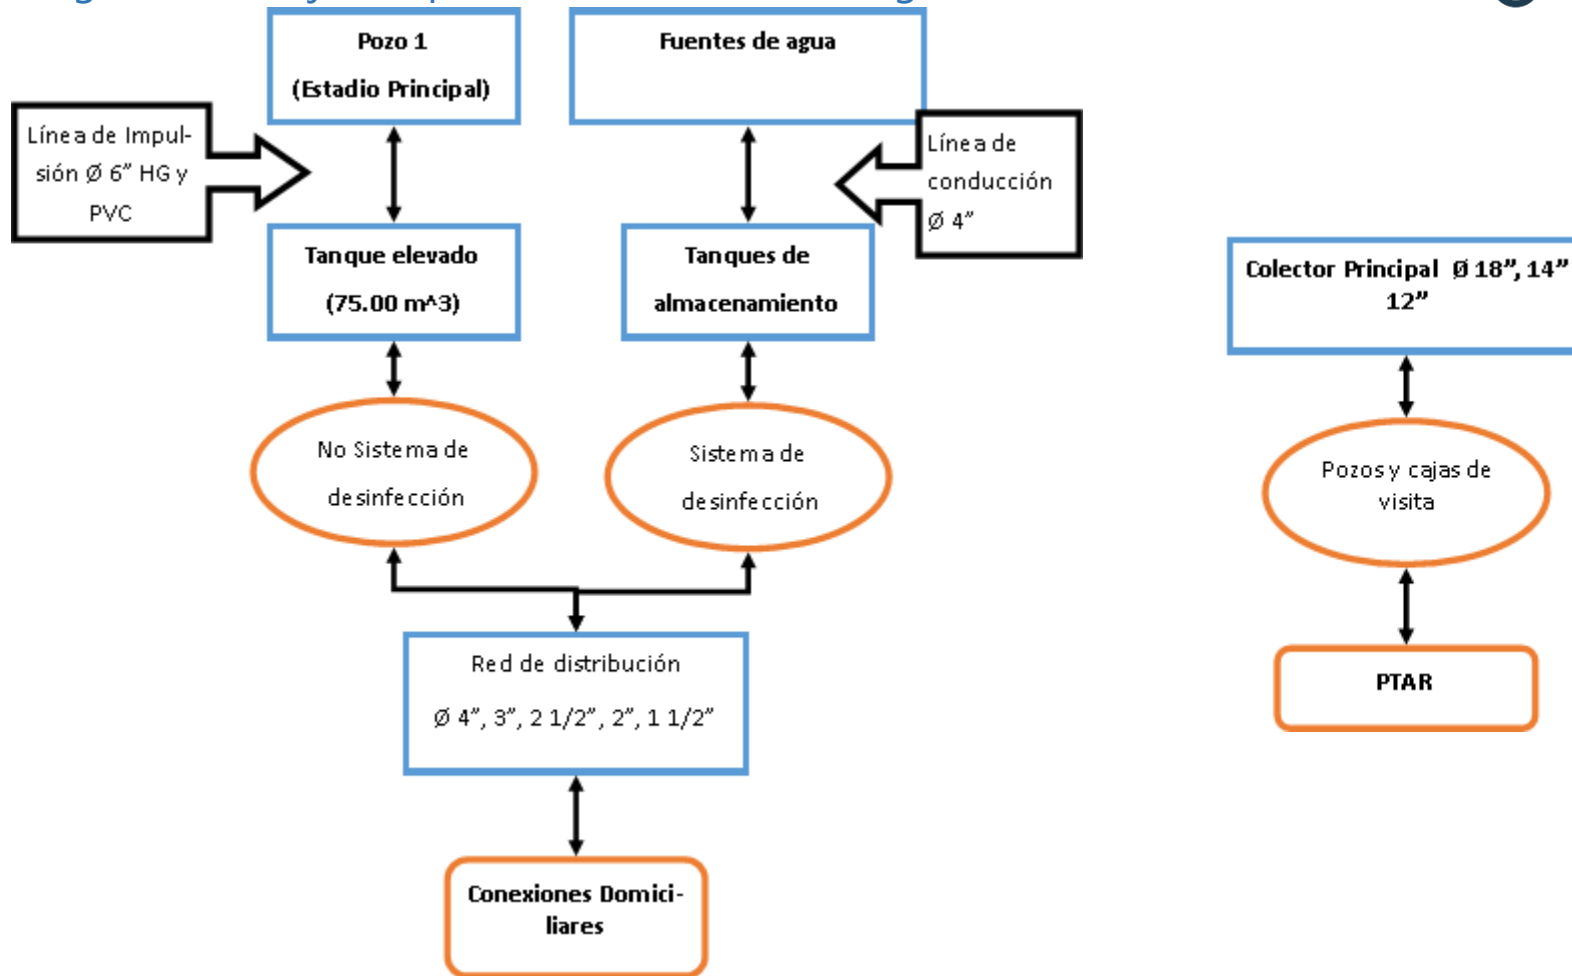 Pozo 1
(Estadio Principal)
Fuentes de agua
Línea de Impul-
sión Ø 6” HG y
PVC
Línea de
conducción
Ø 4”
Tanque elevado
(75.00 m^3)
Tanques de
almacenamiento
No Sistema de
desinfección
Sistema de
desinfección
Red de distribución
Ø 4”, 3”, 2 1/2”, 2”, 1 1/2”
Conexiones Domici-
liares
Colector Principal Ø 18”, 14”
12”
Pozos y cajas de
visita
PTAR